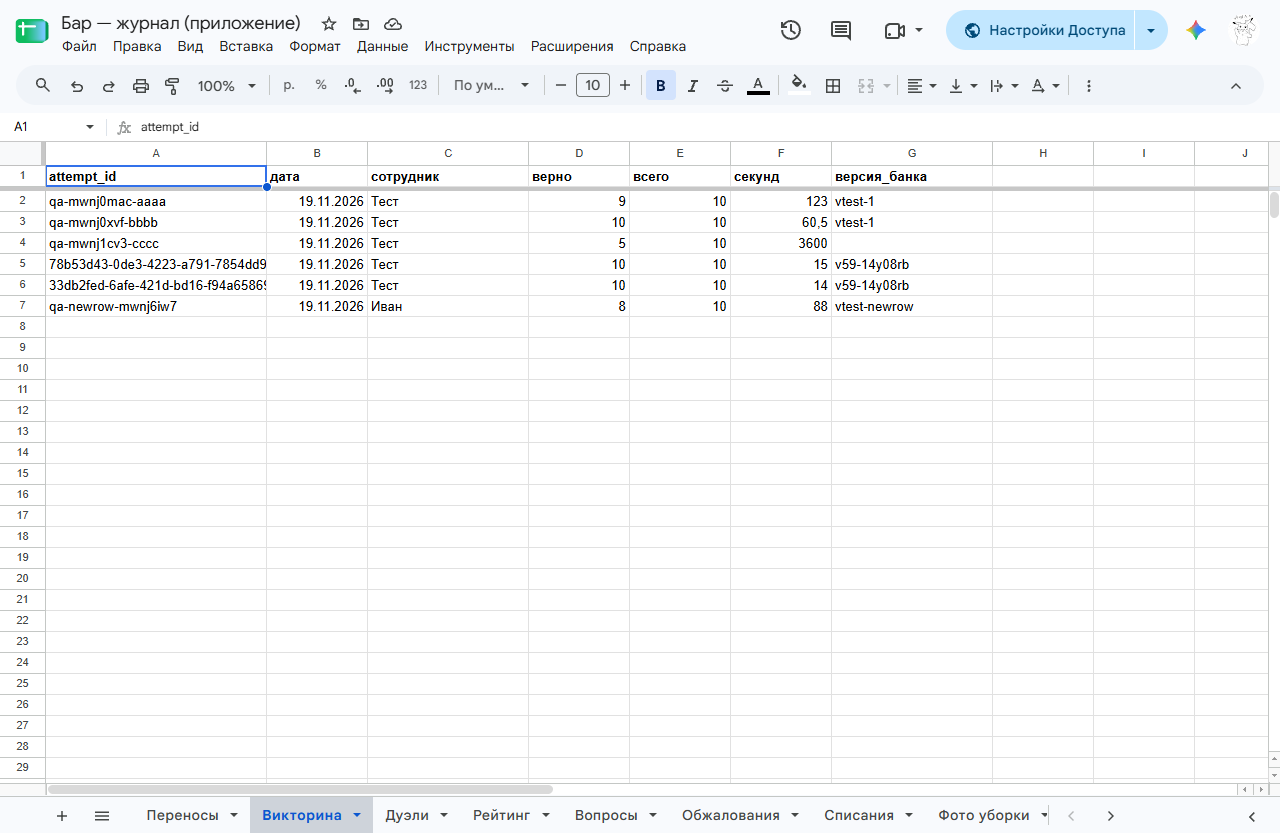 Бар — журнал (приложение)
Файл Правка Вид Вставка Формат Данные Инструменты Расширения Справка
Настройки Доступа
100% р. % .0 .00 123 По ум... 10 B I A
A1 fx attempt_id
A B C D E F G H I J
1 attempt_id дата сотрудник верно всего секунд версия_банка
2 qa-mwnj0mac-aaaa 19.11.2026 Тест 9 10 123 vtest-1
3 qa-mwnj0xvf-bbbb 19.11.2026 Тест 10 10 60,5 vtest-1
4 qa-mwnj1cv3-cccc 19.11.2026 Тест 5 10 3600
5 78b53d43-0de3-4223-a791-7854dd9 19.11.2026 Тест 10 10 15 v59-14y08rb
6 33db2fed-6afe-421d-bd16-f94a6586 19.11.2026 Тест 10 10 14 v59-14y08rb
7 qa-newrow-mwnj6iw7 19.11.2026 Иван 8 10 88 vtest-newrow
8
9
10
11
12
13
14
15
16
17
18
19
20
21
22
23
24
25
26
27
28
29
Переносы Викторина Дуэли Рейтинг Вопросы Обжалования Списания Фото уборки